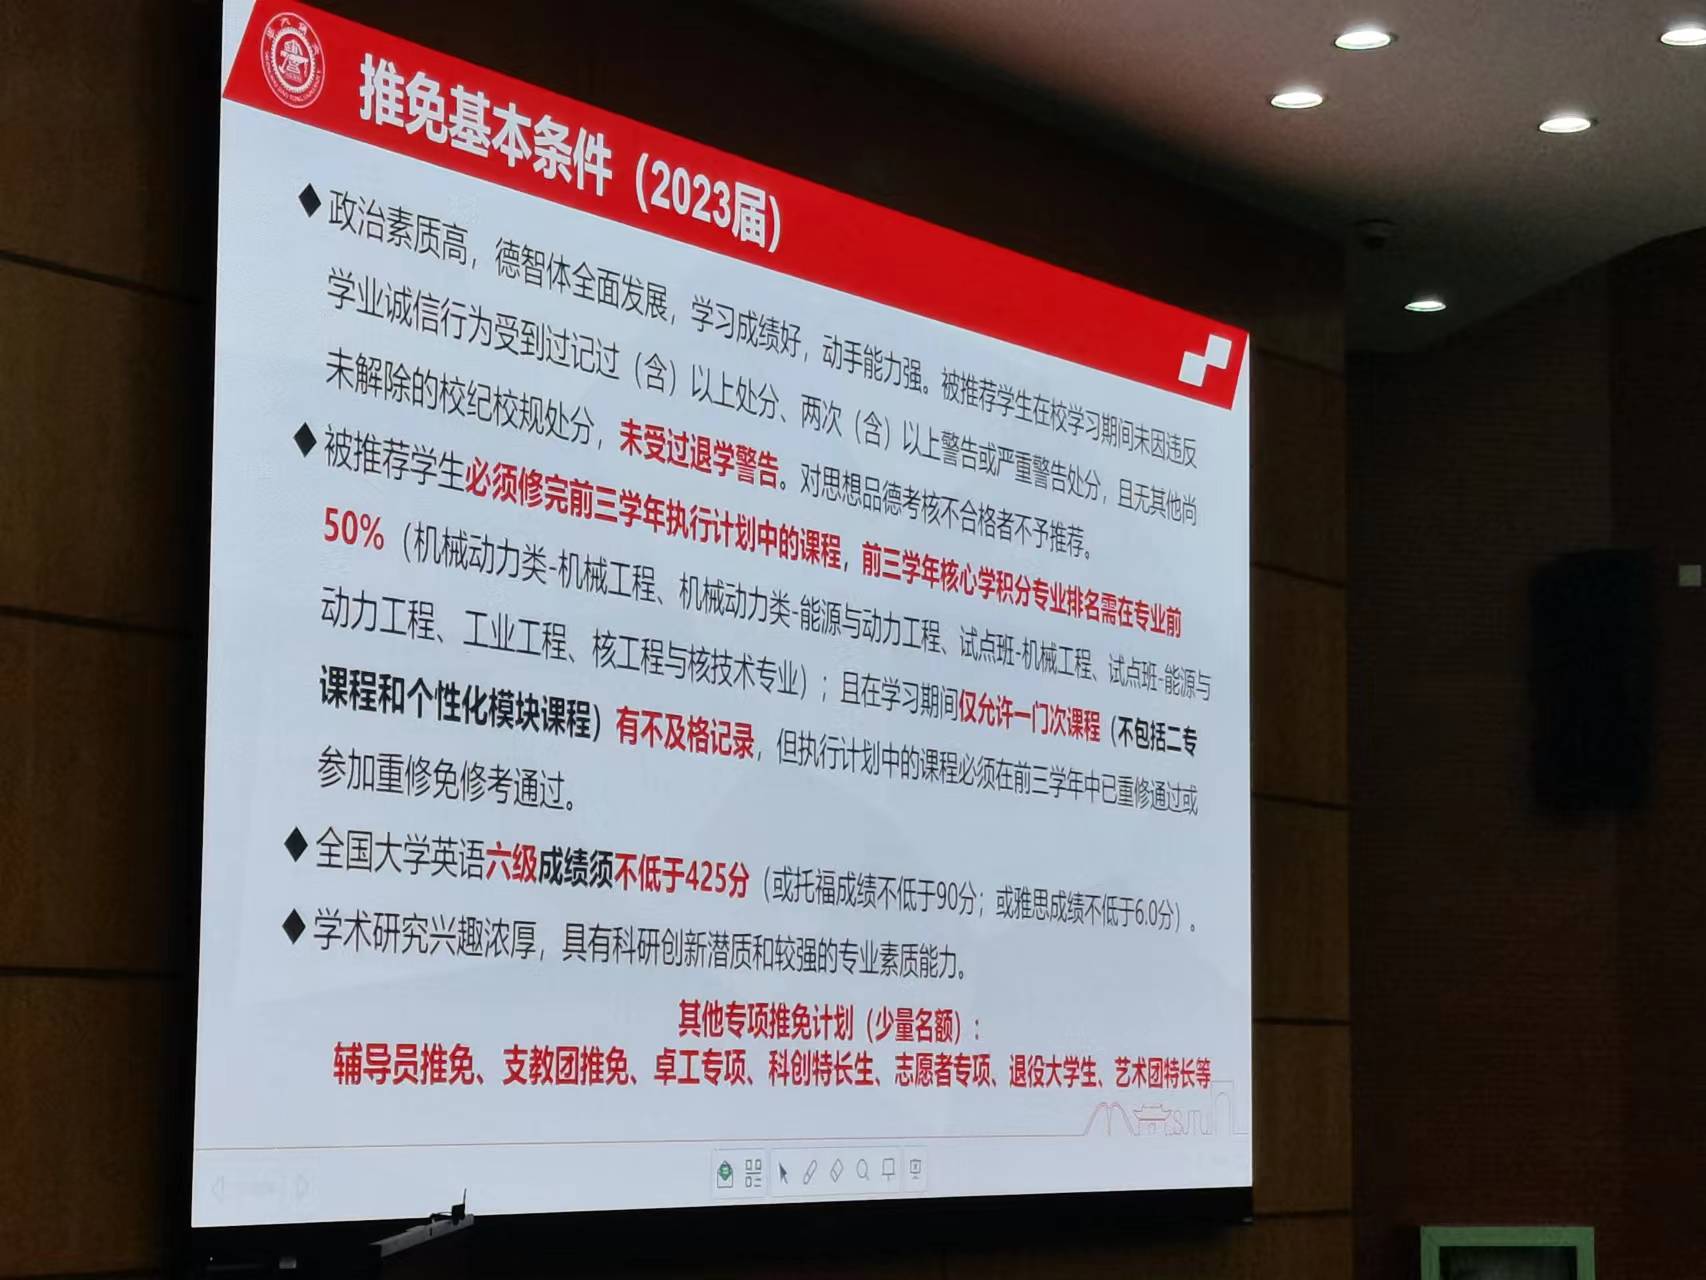 推免基本条件（2023届）
◆政治素质高，德智体全面发展，学习成绩好，动手能力强。被推荐学生在校学习期间未因违反
学业诚信行为受到过记过（含）以上处分、两次（含）以上警告或严重警告处分，且无其他尚
未解除的校纪校规处分，未受过退学警告。对思想品德考核不合格者不予推荐。
◆被推荐学生必须修完前三学年执行计划中的课程，前三学年核心学积分专业排名需在专业前
50%（机械动力类-机械工程、机械动力类-能源与动力工程、试点班-机械工程、试点班-能源与
动力工程、工业工程、核工程与核技术专业）；且在学习期间仅允许一门次课程（不包括二专
课程和个性化模块课程）有不及格记录，但执行计划中的课程必须在前三学年中已重修通过或
参加重修免修考通过。
◆全国大学英语六级成绩须不低于425分（或托福成绩不低于90分；或雅思成绩不低于6.0分）.
◆学术研究兴趣浓厚，具有科研创新潜质和较强的专业素质能力。
其他专项推免计划（少量名额）：
辅导员推免、支教团推免、卓工专项、科创特长生、志愿者专项、退役大学生、艺术团特长等